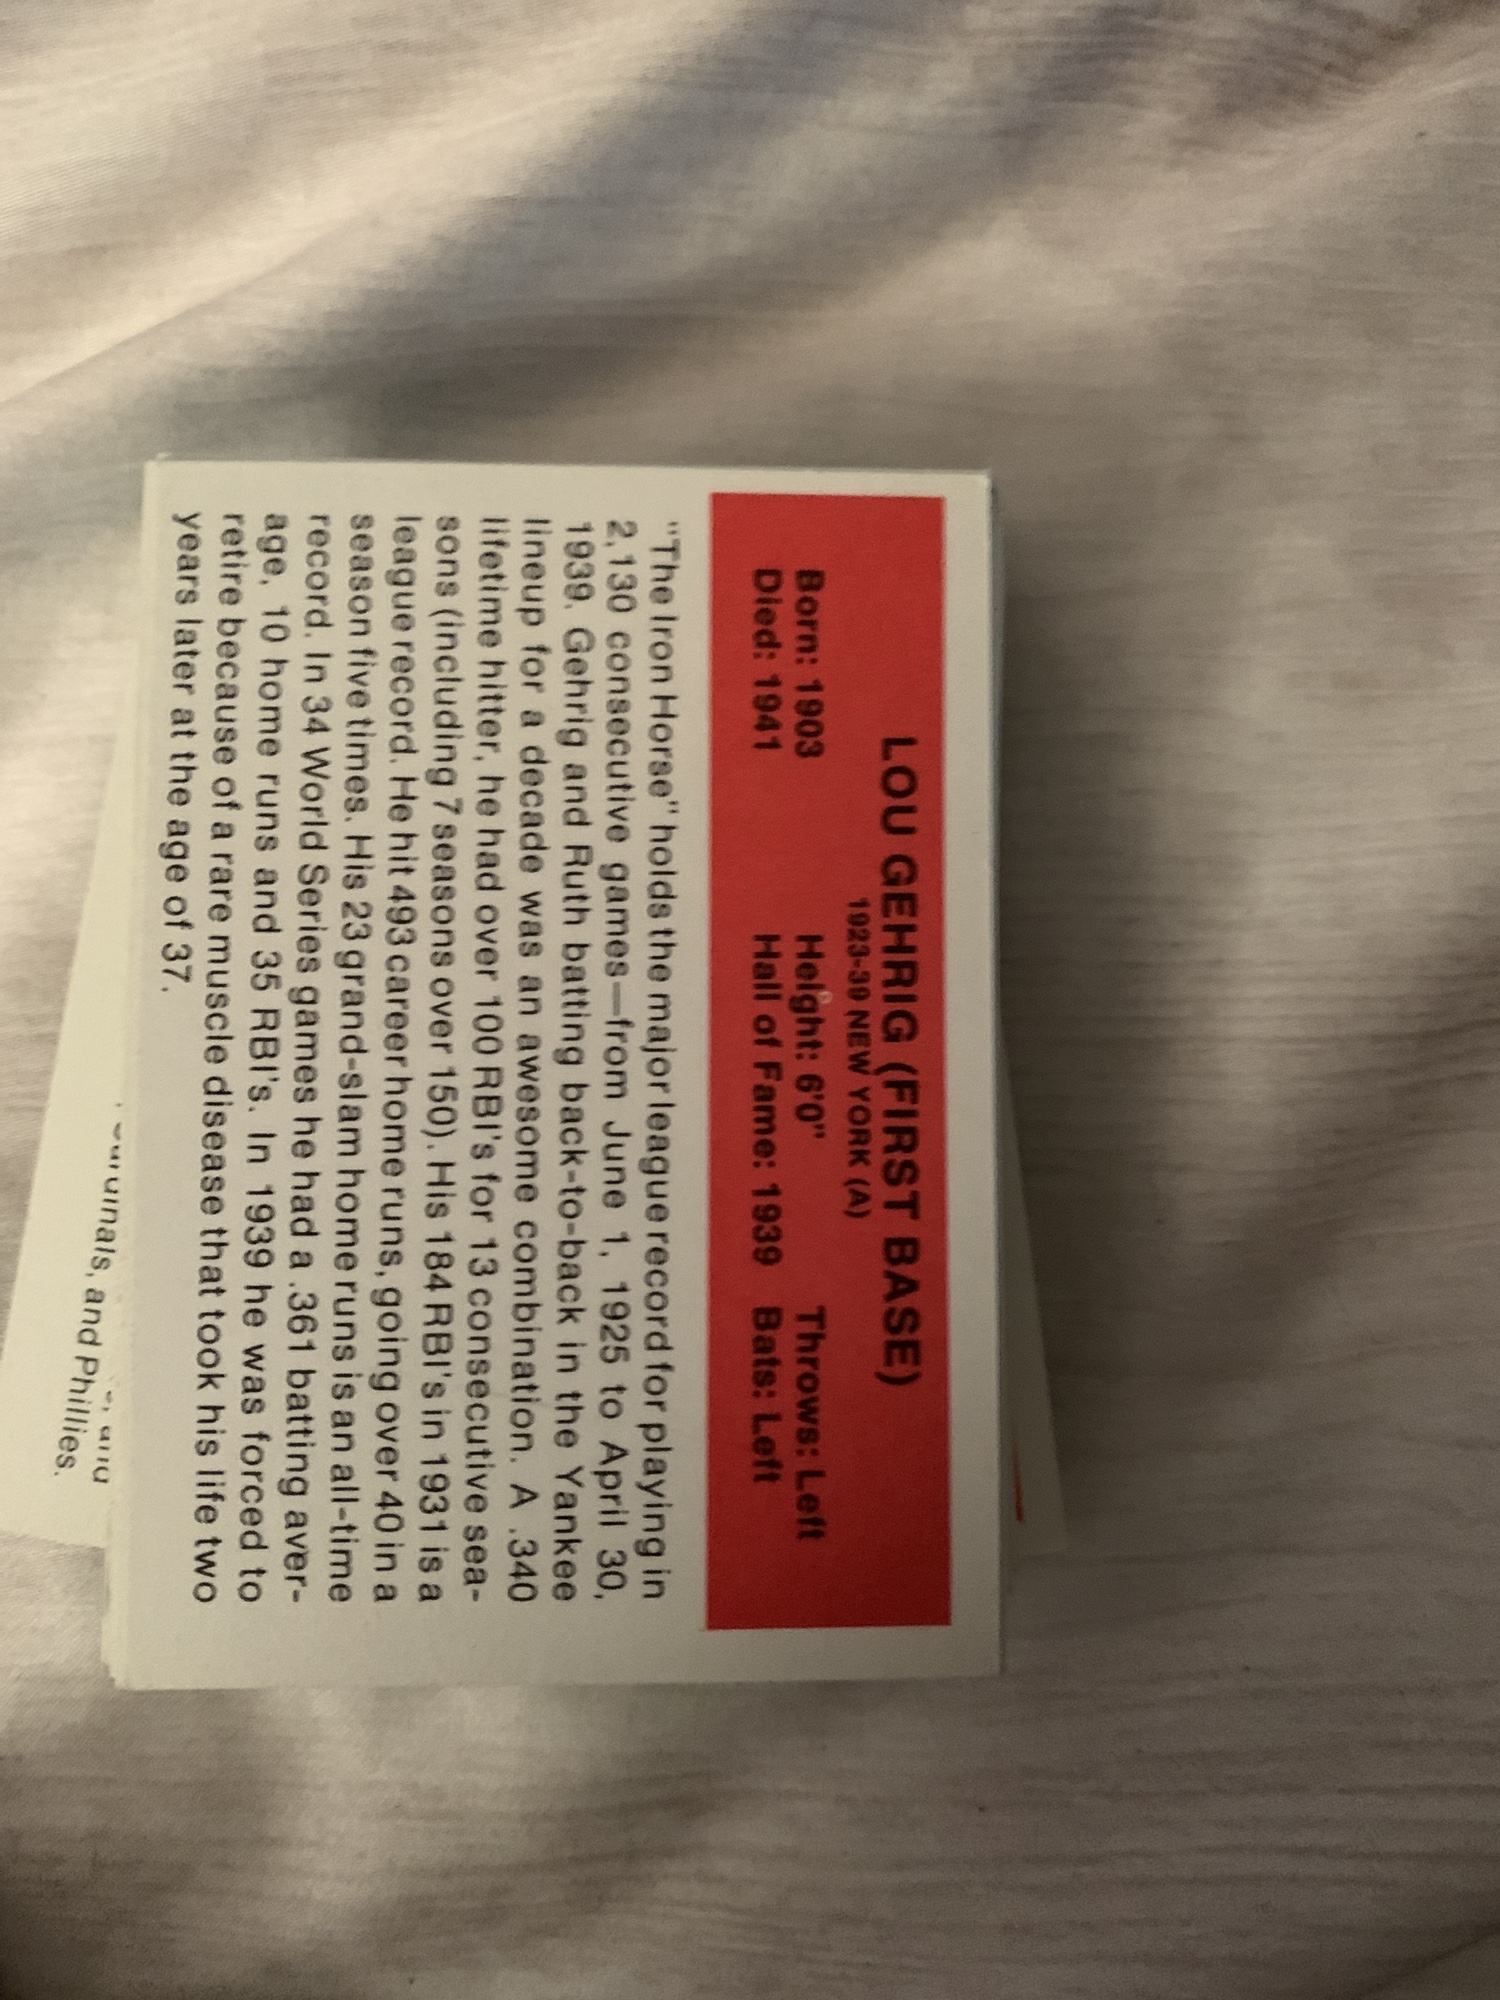 LOU GEHRIG (FIRST BASE)
1923-39 NEW YORK (A)
Born: 1903 Height: 6'0" Throws: Left
Died: 1941 Hall of Fame: 1939 Bats: Left
"The Iron Horse" holds the major league record for playing in
2,130 consecutive games—from June 1, 1925 to April 30,
1939. Gehrig and Ruth batting back-to-back in the Yankee
lineup for a decade was an awesome combination. A .340
lifetime hitter, he had over 100 RBI's for 13 consecutive sea-
sons (including 7 seasons over 150). His 184 RBI's in 1931 is a
league record. He hit 493 career home runs, going over 40 in a
season five times. His 23 grand-slam home runs is an all-time
record. In 34 World Series games he had a .361 batting aver-
age, 10 home runs and 35 RBI's. In 1939 he was forced to
retire because of a rare muscle disease that took his life two
years later at the age of 37.
and Phillies.